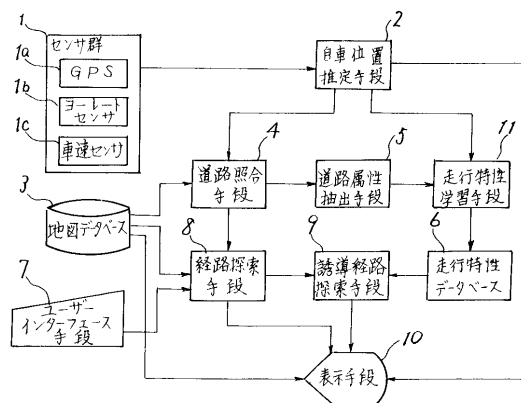 1
センサ群
1a
GPS
1b
ヨーレート
センサ
1c
車速センサ
2
自車位置
推定手段
3
地図データベース
4
道路照合
手段
5
道路属性
抽出手段
11
走行特性
学習手段
8
経路探索
手段
9
誘導経路
探索手段
6
走行特性
データベース
7
ユーザー
インターフェース
手段
10
表示手段